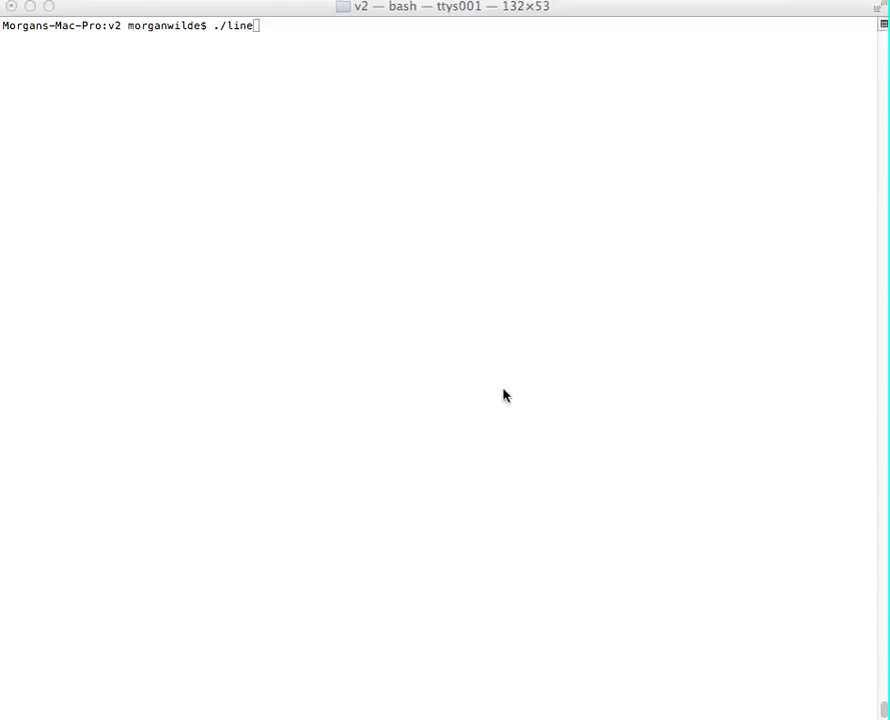 v2 — bash — ttys001 — 132×53
Morgans-Mac-Pro:v2 morganwilde$ ./line